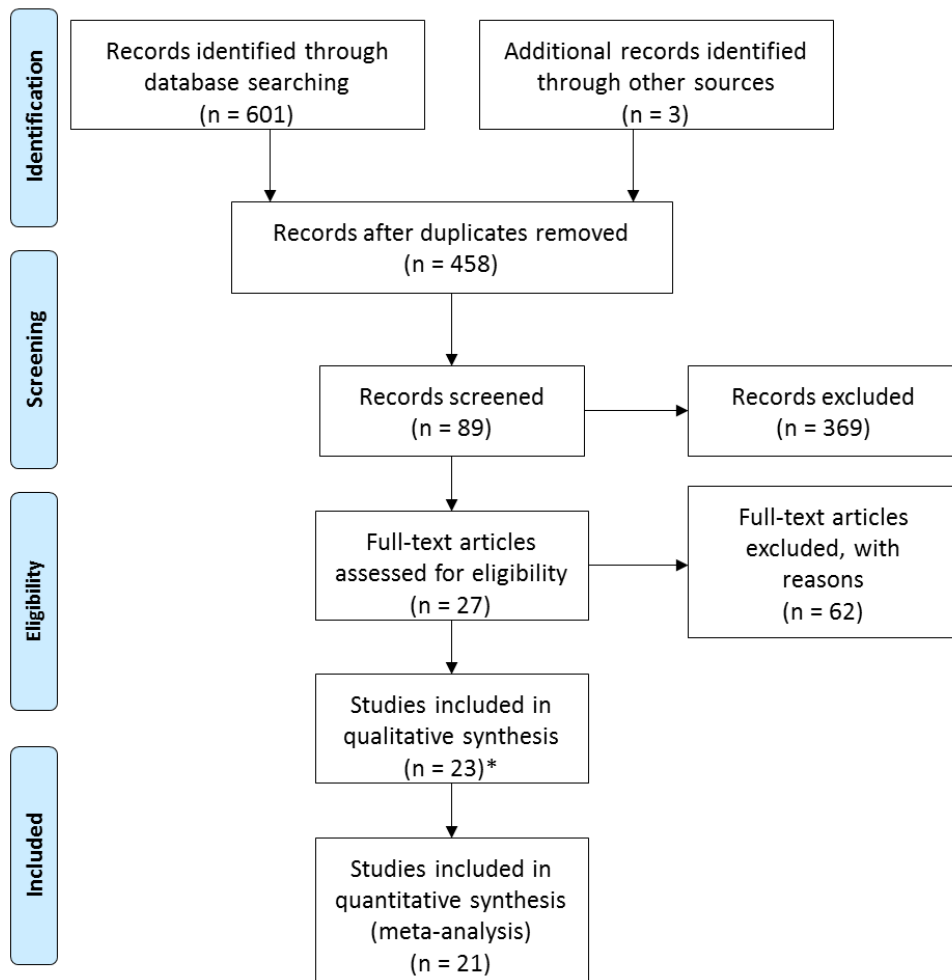 Identification
Records identified through
database searching
(n = 601)
Additional records identified
through other sources
(n = 3)
Records after duplicates removed
(n = 458)
Screening
Records screened
(n = 89)
Records excluded
(n = 369)
Eligibility
Full-text articles
assessed for eligibility
(n = 27)
Full-text articles
excluded, with
reasons
(n = 62)
Studies included in
qualitative synthesis
(n = 23)*
Included
Studies included in
quantitative synthesis
(meta-analysis)
(n = 21)